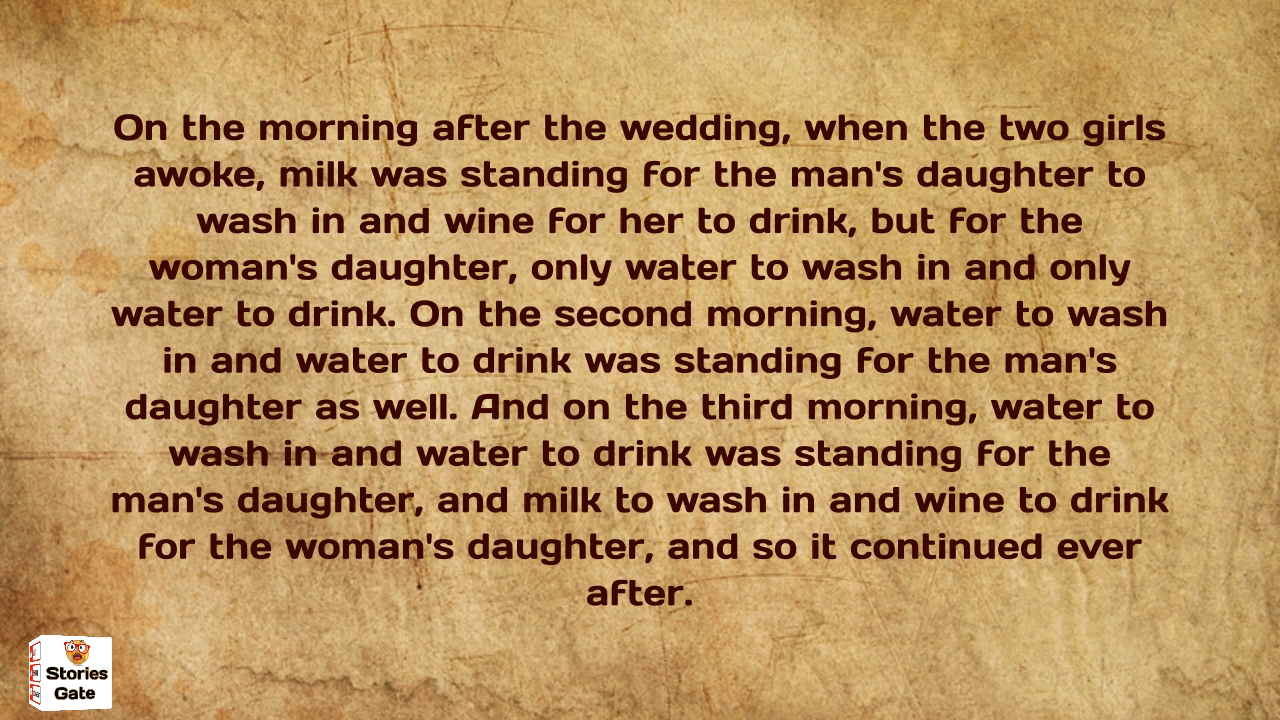 On the morning after the wedding, when the two girls
awoke, milk was standing for the man's daughter to
wash in and wine for her to drink, but for the
woman's daughter, only water to wash in and only
water to drink. On the second morning, water to wash
in and water to drink was standing for the man's
daughter as well. And on the third morning, water to
wash in and water to drink was standing for the
man's daughter, and milk to wash in and wine to drink
for the woman's daughter, and so it continued ever
after.
Stories
Gate